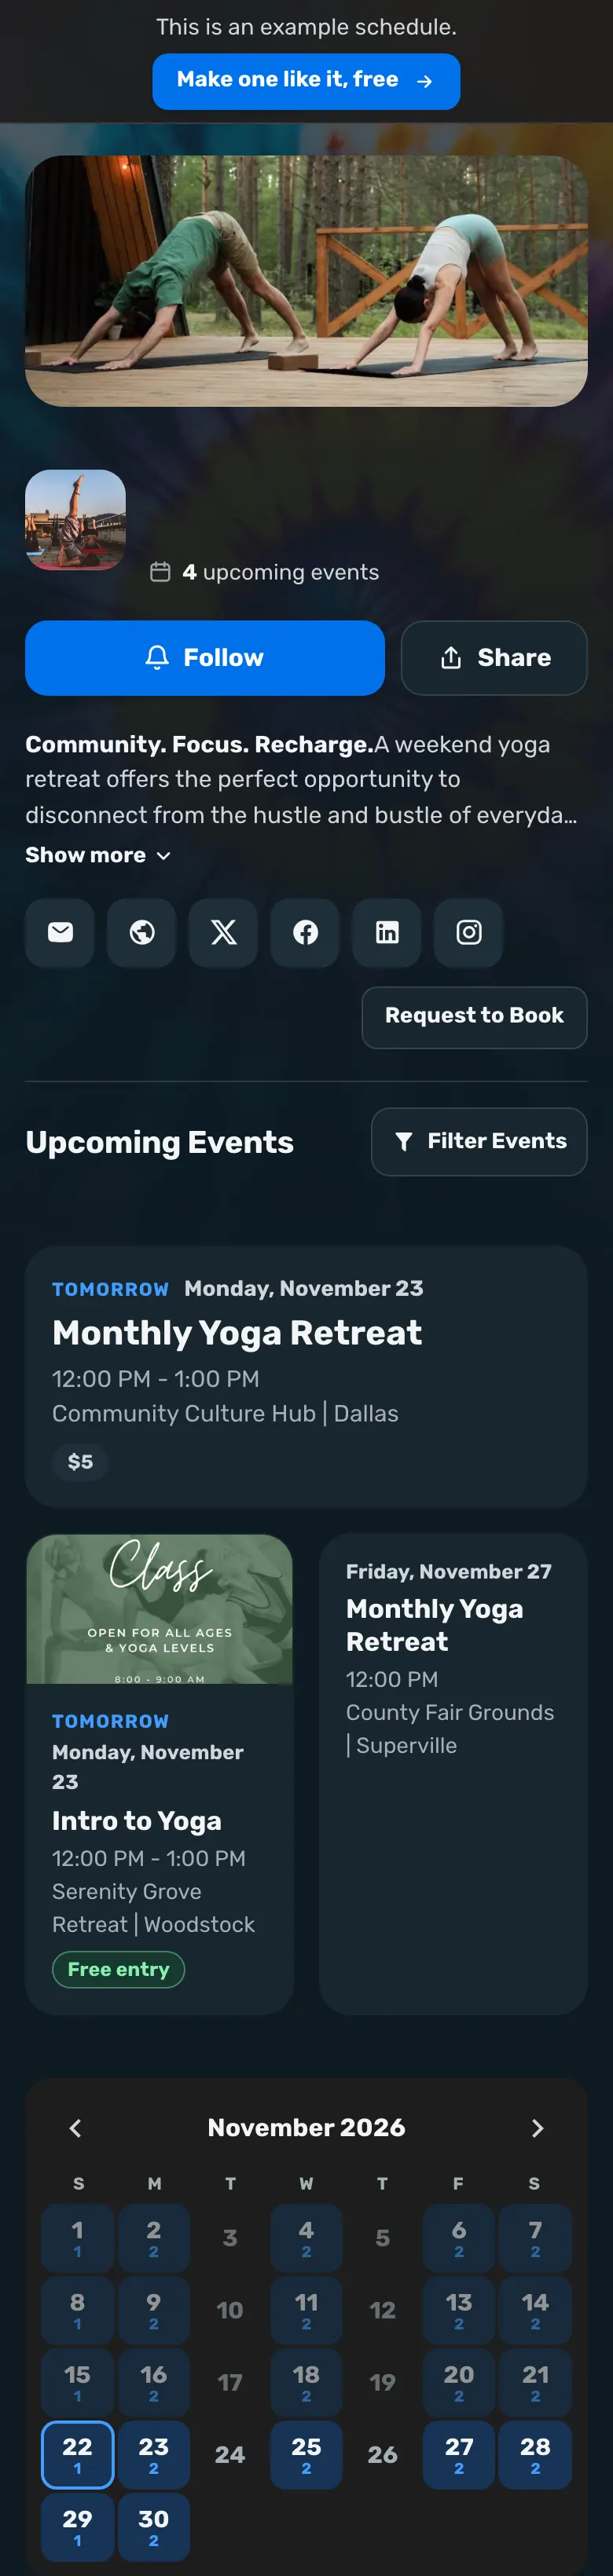 This is an example schedule.
Make one like it, free →
4 upcoming events
Follow
Share
Community. Focus. Recharge.A weekend yoga
retreat offers the perfect opportunity to
disconnect from the hustle and bustle of everyda…
Show more
Request to Book
Upcoming Events
Filter Events
TOMORROW Monday, November 23
Monthly Yoga Retreat
12:00 PM - 1:00 PM
Community Culture Hub | Dallas
$5
Class
OPEN FOR ALL AGES
& YOGA LEVELS
8:00 - 9:00 AM
TOMORROW
Monday, November
23
Intro to Yoga
12:00 PM - 1:00 PM
Serenity Grove
Retreat | Woodstock
Free entry
Friday, November 27
Monthly Yoga
Retreat
12:00 PM
County Fair Grounds
| Superville
November 2026
S M T W T F S
1 2 3 4 5 6 7
1 2 2 2 2
8 9 10 11 12 13 14
1 2 2 2 2
15 16 17 18 19 20 21
1 2 2 2 2
22 23 24 25 26 27 28
1 2 2 2 2
29 30
1 2